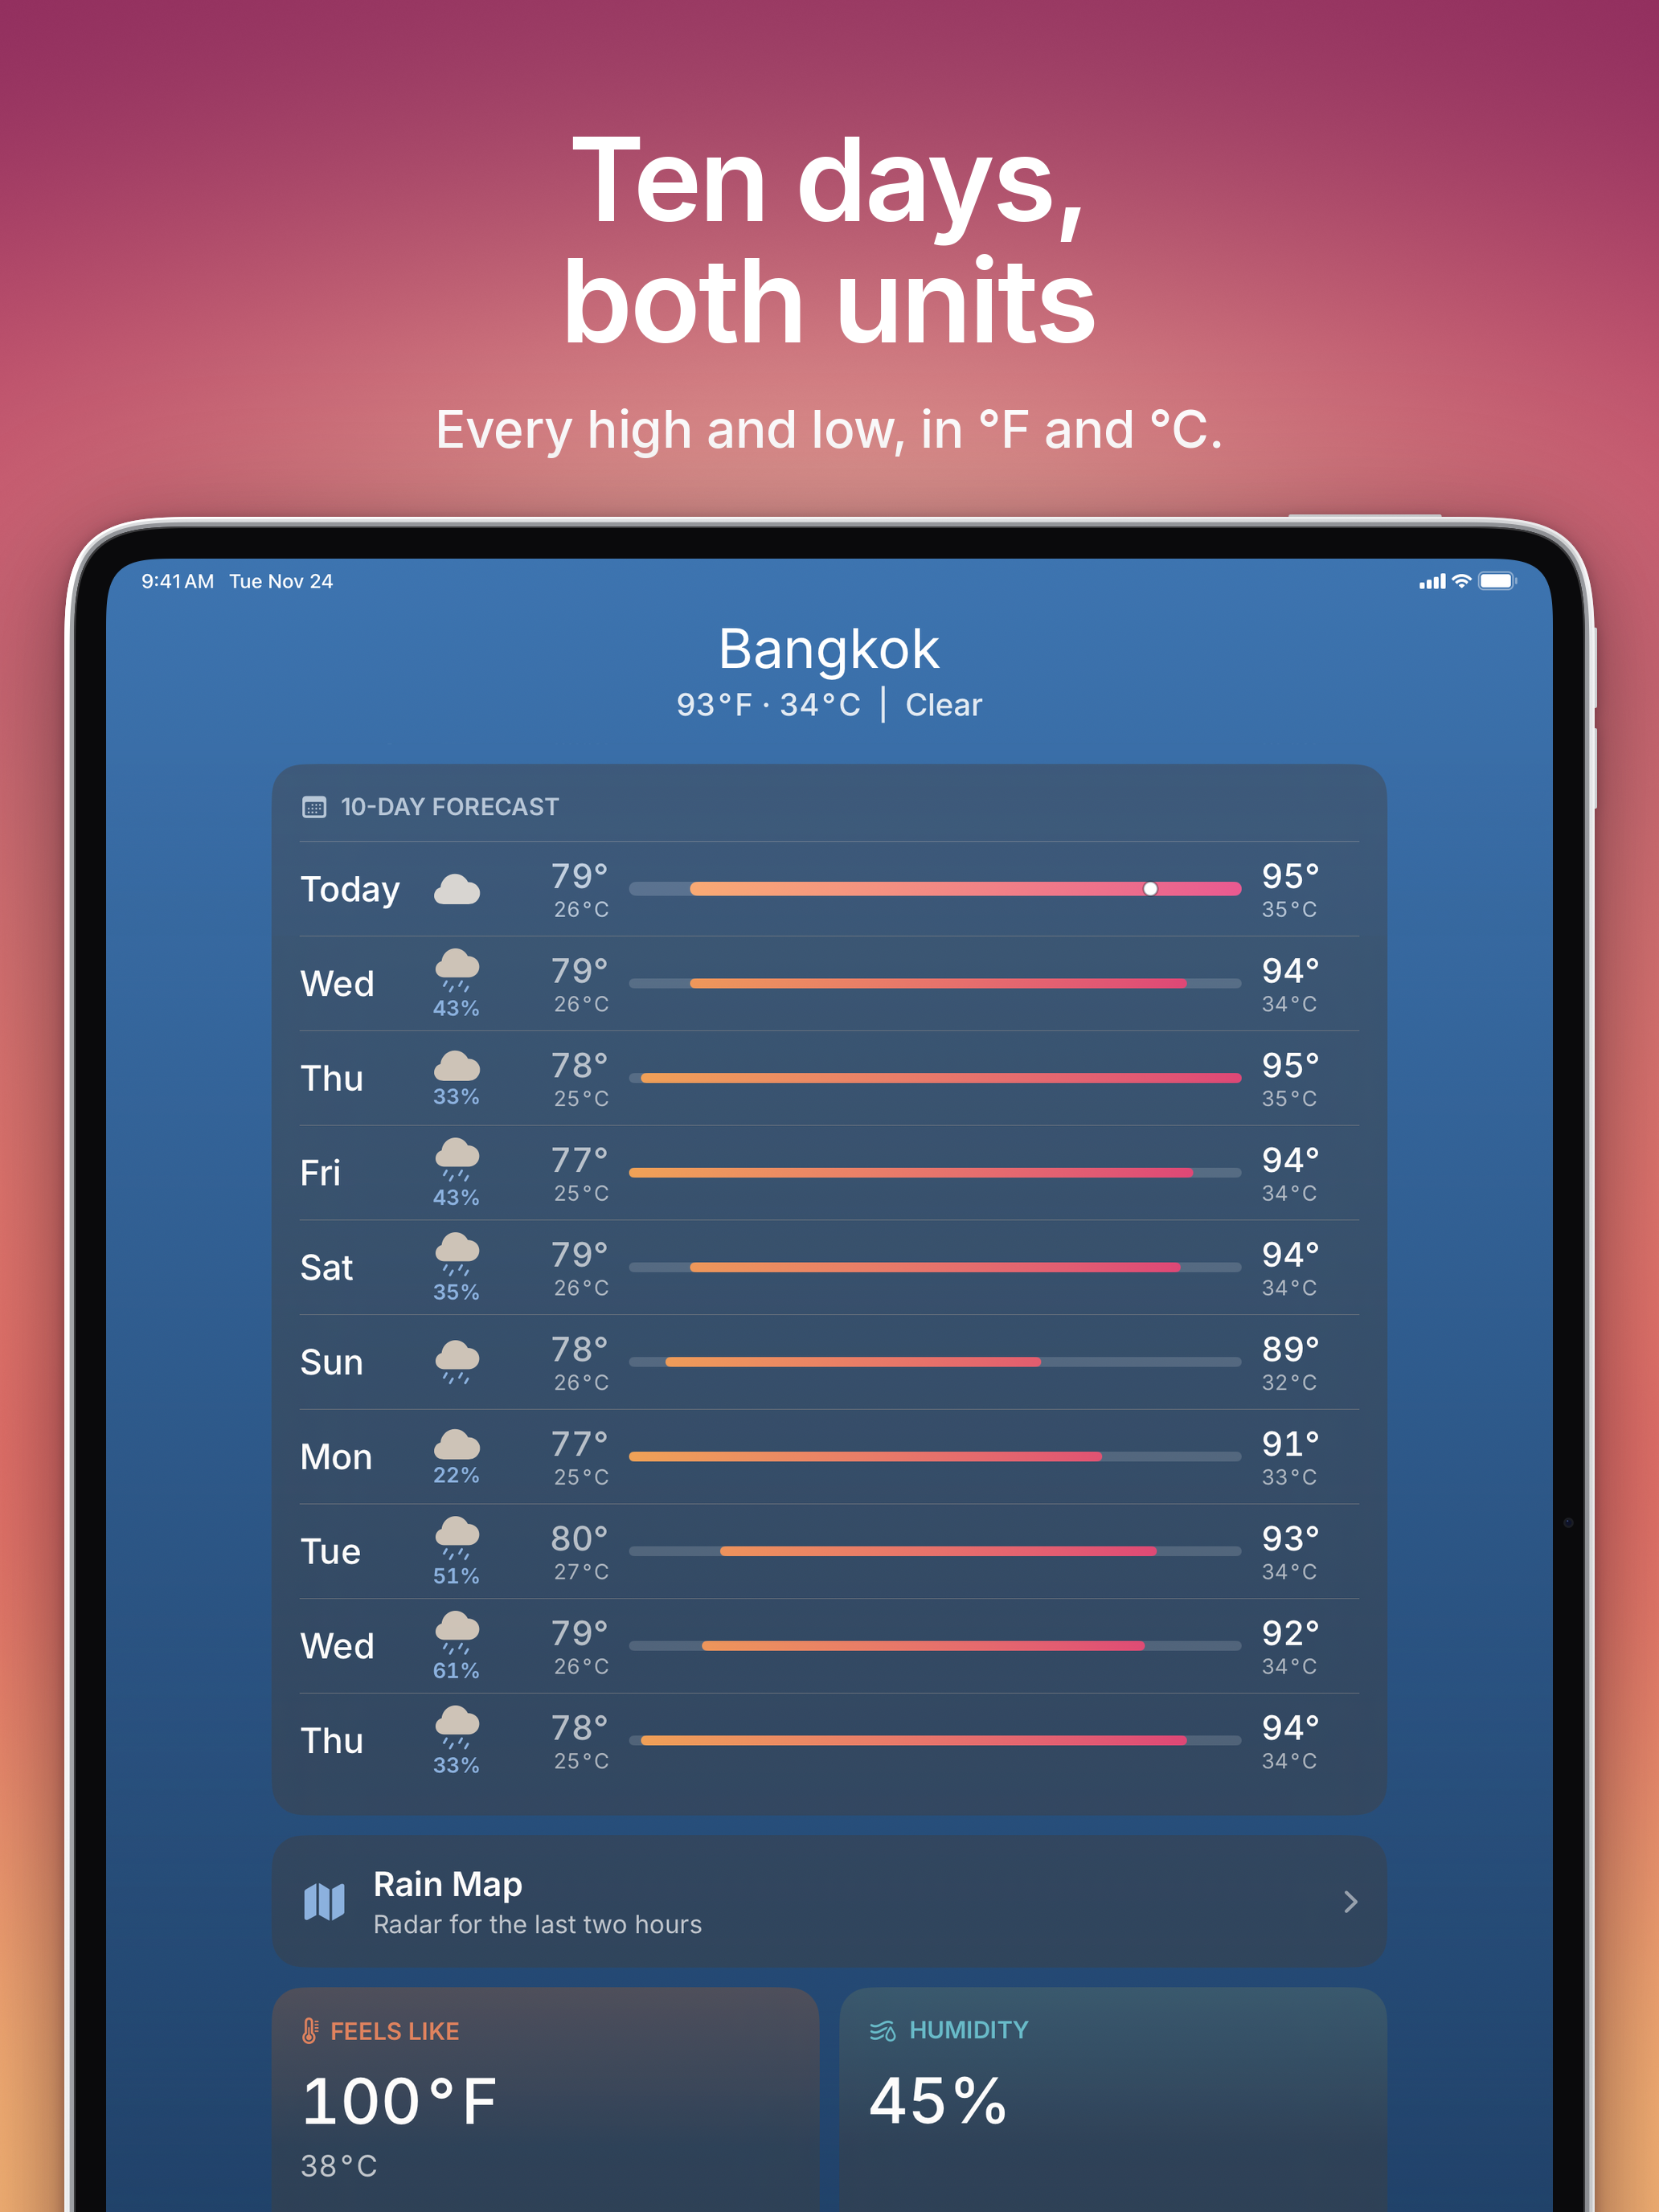 Ten days,
both units
Every high and low, in °F and °C.
9:41 AM Tue Nov 24
Bangkok
93°F · 34°C | Clear
10-DAY FORECAST
Today 79° 95°
26°C 35°C
Wed 79° 94°
43% 26°C 34°C
Thu 78° 95°
33% 25°C 35°C
Fri 77° 94°
43% 25°C 34°C
Sat 79° 94°
35% 26°C 34°C
Sun 78° 89°
26°C 32°C
Mon 77° 91°
22% 25°C 33°C
Tue 80° 93°
51% 27°C 34°C
Wed 79° 92°
61% 26°C 34°C
Thu 78° 94°
33% 25°C 34°C
Rain Map
Radar for the last two hours
FEELS LIKE
100°F
38°C
HUMIDITY
45%